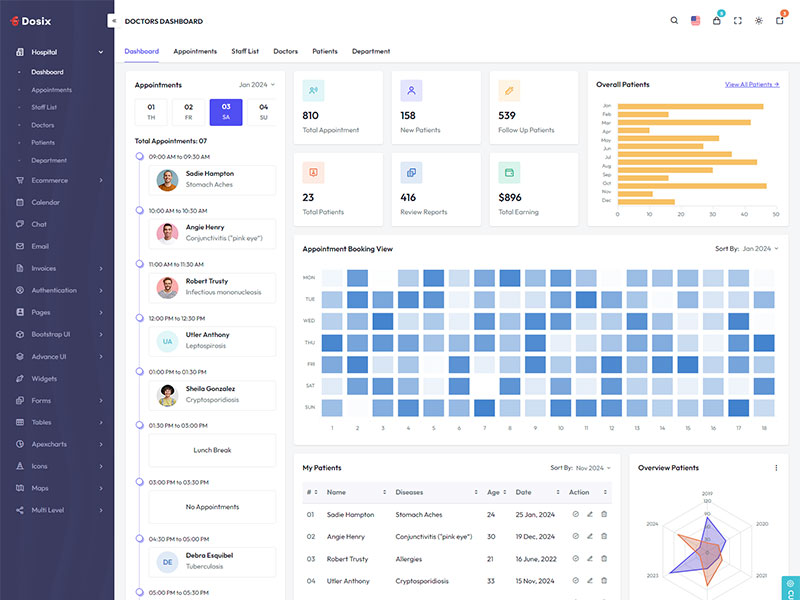 Dosix
DOCTORS DASHBOARD
5
3
Hospital
Dashboard
Appointments
Staff List
Doctors
Patients
Department
Ecommerce
Calendar
Chat
Email
Invoices
Authentication
Pages
Bootstrap UI
Advance UI
Widgets
Forms
Tables
Apexcharts
Icons
Maps
Multi Level
Dashboard Appointments Staff List Doctors Patients Department
Appointments Jan 2024
01 02 03 04
TH FR SA SU
Total Appointments: 07
09:00 AM to 09:30 AM
Sadie Hampton
Stomach Aches
10:00 AM to 10:30 AM
Angie Henry
Conjunctivitis ("pink eye")
11:00 AM to 11:30 AM
Robert Trusty
Infectious mononucleosis
12:00 PM to 12:30 PM
UA
Utler Anthony
Leptospirosis
01:00 PM to 01:30 PM
Sheila Gonzalez
Cryptosporidiosis
01:30 PM to 03:00 PM
Lunch Break
03:00 PM to 03:30 PM
No Appointments
04:30 PM to 05:00 PM
DE
Debra Esquibel
Tuberculosis
05:00 PM to 05:30 PM
810
Total Appointment
158
New Patients
539
Follow Up Patients
23
Total Patients
416
Review Reports
$896
Total Earning
Overall Patients View All Patients →
Jan
Feb
Mar
Apr
May
Jun
Jul
Aug
Sep
Oct
Nov
Dec
0 10 20 30 40 50
Appointment Booking View Sort By: Jan 2024
MON
TUE
WED
THU
FRI
SAT
SUN
1 2 3 4 5 6 7 8 9 10 11 12 13 14 15 16 17 18
My Patients Sort By: Nov 2024
# Name Diseases Age Date Action
01 Sadie Hampton Stomach Aches 24 25 Jan, 2024
02 Angie Henry Conjunctivitis ("pink eye") 30 19 Dec, 2024
03 Robert Trusty Allergies 21 16 June, 2022
04 Utler Anthony Cryptosporidiosis 33 15 Nov, 2024
Overview Patients
2019
120
90
2024 2020
2023 2021